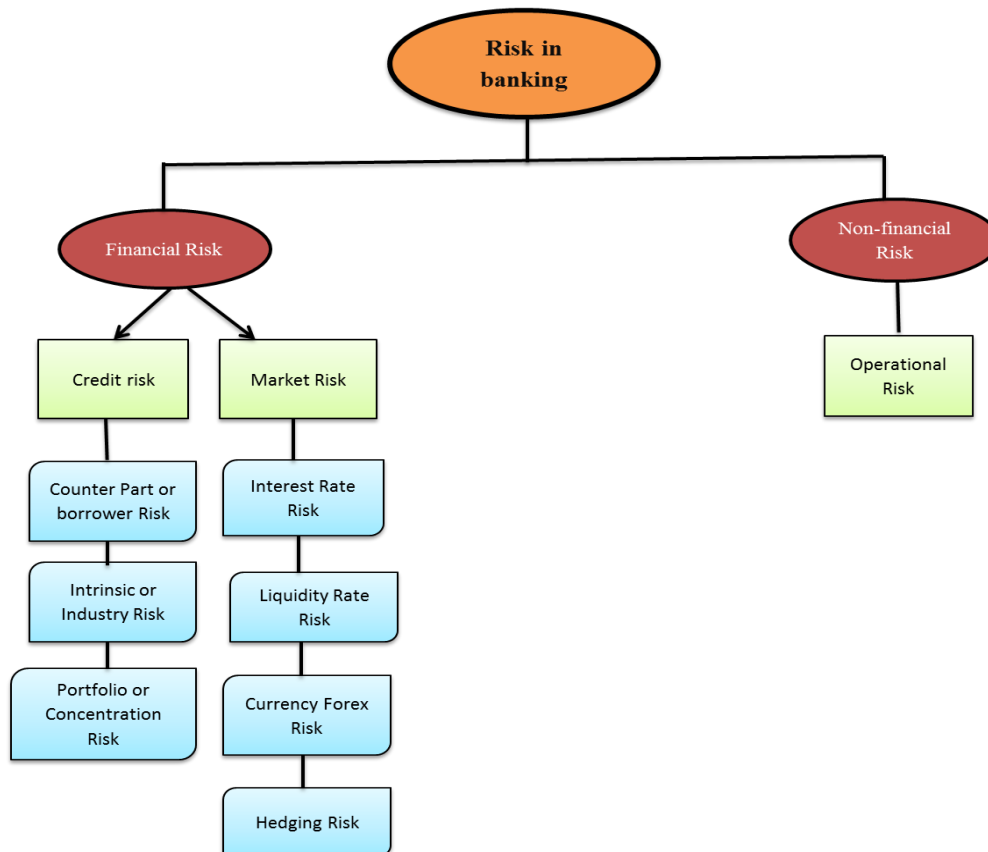 Risk in
banking
Financial Risk
Non-financial
Risk
Credit risk
Market Risk
Operational
Risk
Counter Part or
borrower Risk
Interest Rate
Risk
Intrinsic or
Industry Risk
Liquidity Rate
Risk
Portfolio or
Concentration
Risk
Currency Forex
Risk
Hedging Risk